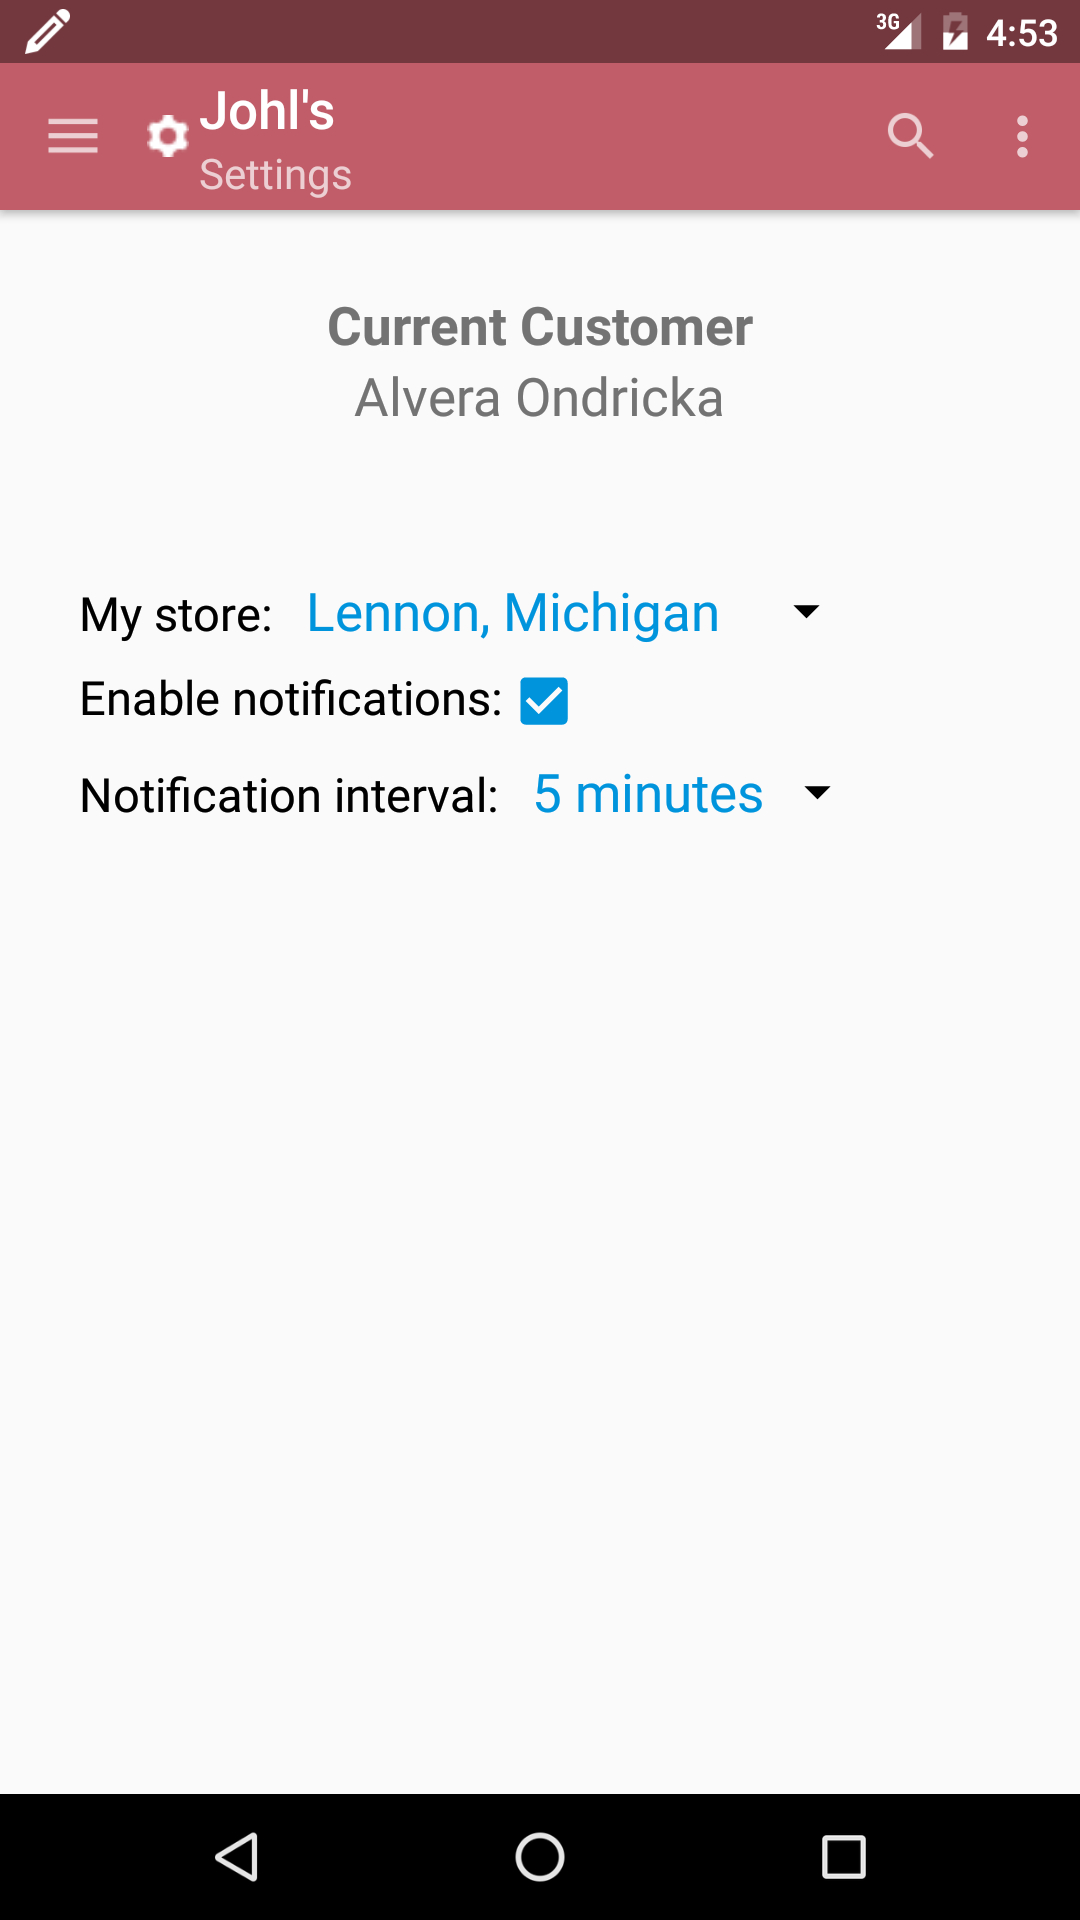 3G 4:53
Johl's
Settings
Current Customer
Alvera Ondricka
My store: Lennon, Michigan
Enable notifications:
Notification interval: 5 minutes